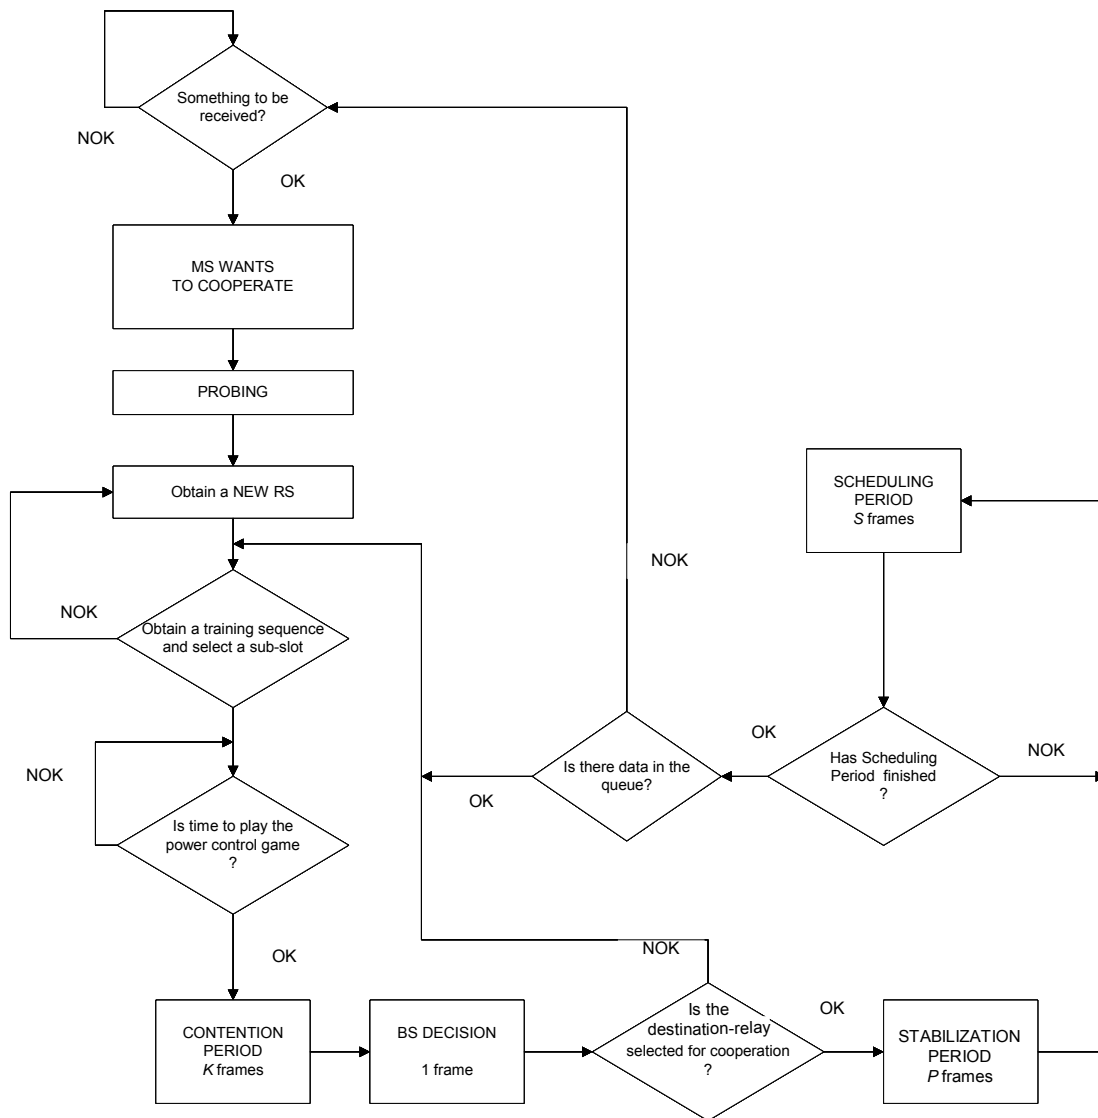 Something to be
received?
NOK
OK
MS WANTS
TO COOPERATE
PROBING
Obtain a NEW RS
NOK
Obtain a training sequence
and select a sub-slot
NOK
Is time to play the
power control game
?
OK
CONTENTION
PERIOD
K frames
BS DECISION
1 frame
NOK
Is the
destination-relay
selected for cooperation
?
OK
STABILIZATION
PERIOD
P frames
SCHEDULING
PERIOD
S frames
Has Scheduling
Period finished
?
NOK
OK
Is there data in the
queue?
OK
NOK